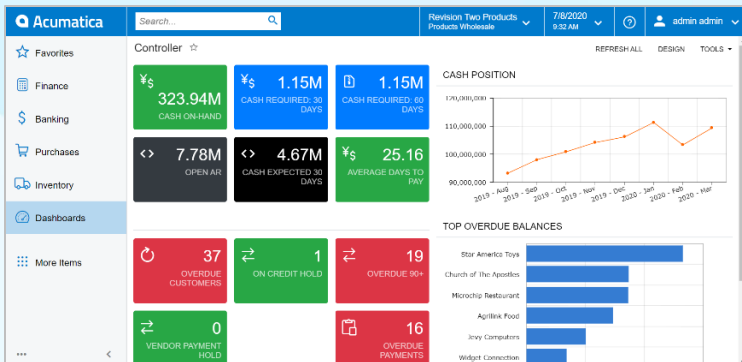 Acumatica
Search...
Revision Two Products
Products Wholesale
7/8/2020
9:32 AM
admin admin
Favorites
Finance
Banking
Purchases
Inventory
Dashboards
More Items
Controller
REFRESH ALL
DESIGN
TOOLS
¥$
323.94M
CASH ON-HAND
¥$
1.15M
CASH REQUIRED: 30
DAYS
1.15M
CASH REQUIRED: 60
DAYS
7.78M
OPEN AR
4.67M
CASH EXPECTED 30
DAYS
¥$
25.16
AVERAGE DAYS TO
PAY
37
OVERDUE
CUSTOMERS
1
ON CREDIT HOLD
19
OVERDUE 90+
0
VENDOR PAYMENT
HOLD
16
OVERDUE
PAYMENTS
CASH POSITION
120,000,000
110,000,000
100,000,000
90,000,000
2019 - Aug
2019 - Sep
2019 - Oct
2019 - Nov
2019 - Dec
2020 - Jan
2020 - Feb
2020 - Mar
TOP OVERDUE BALANCES
Star America Toys
Church of The Apostles
Microchip Restaurant
Agrilink Food
Jevy Computers
Widget Connection